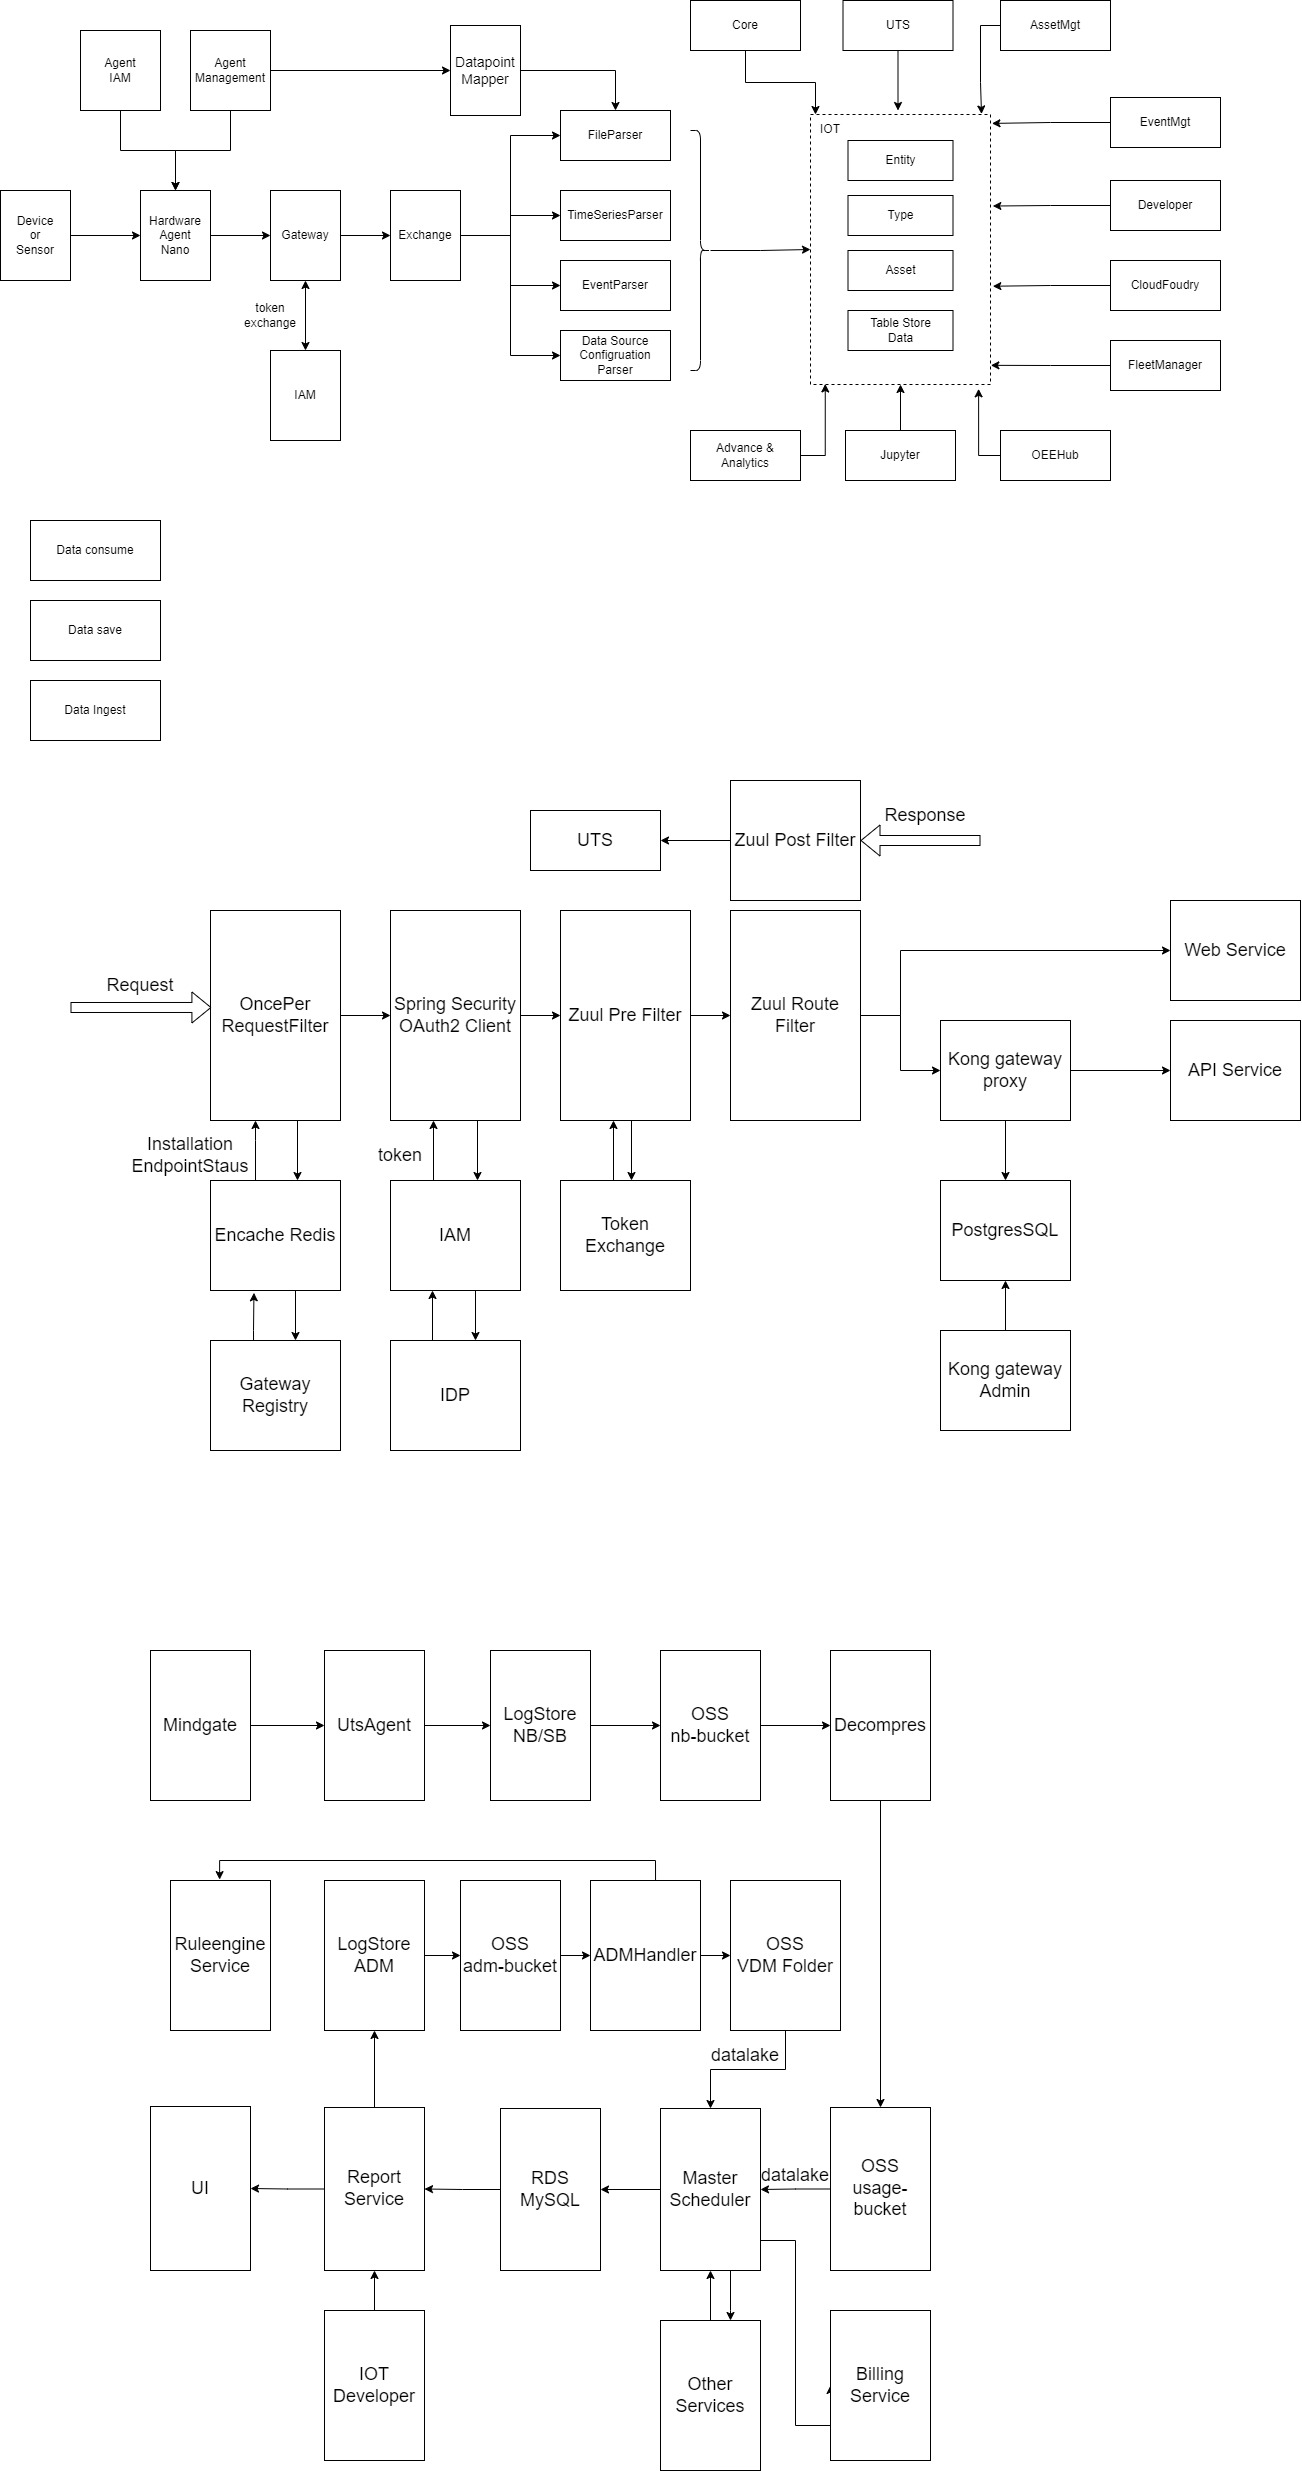 Core
UTS
AssetMgt
Agent
IAM
Agent
Management
Datapoint
Mapper
FileParser
IOT
EventMgt
Entity
Device
or
Sensor
Hardware
Agent
Nano
Gateway
Exchange
TimeSeriesParser
Type
Developer
token
exchange
EventParser
Asset
CloudFoudry
Data Source
Configruation
Parser
Table Store
Data
FleetManager
IAM
Advance &
Analytics
Jupyter
OEEHub
Data consume
Data save
Data Ingest
UTS
Zuul Post Filter
Response
Request
OncePer
RequestFilter
Spring Security
OAuth2 Client
Zuul Pre Filter
Zuul Route
Filter
Web Service
Kong gateway
proxy
API Service
Installation
EndpointStaus
token
Encache Redis
IAM
Token
Exchange
PostgresSQL
Gateway
Registry
IDP
Kong gateway
Admin
Mindgate
UtsAgent
LogStore
NB/SB
OSS
nb-bucket
Decompres
Ruleengine
Service
LogStore
ADM
OSS
adm-bucket
ADMHandler
OSS
VDM Folder
datalake
UI
Report
Service
RDS
MySQL
Master
Scheduler
datalake
OSS
usage-
bucket
IOT
Developer
Other
Services
Billing
Service